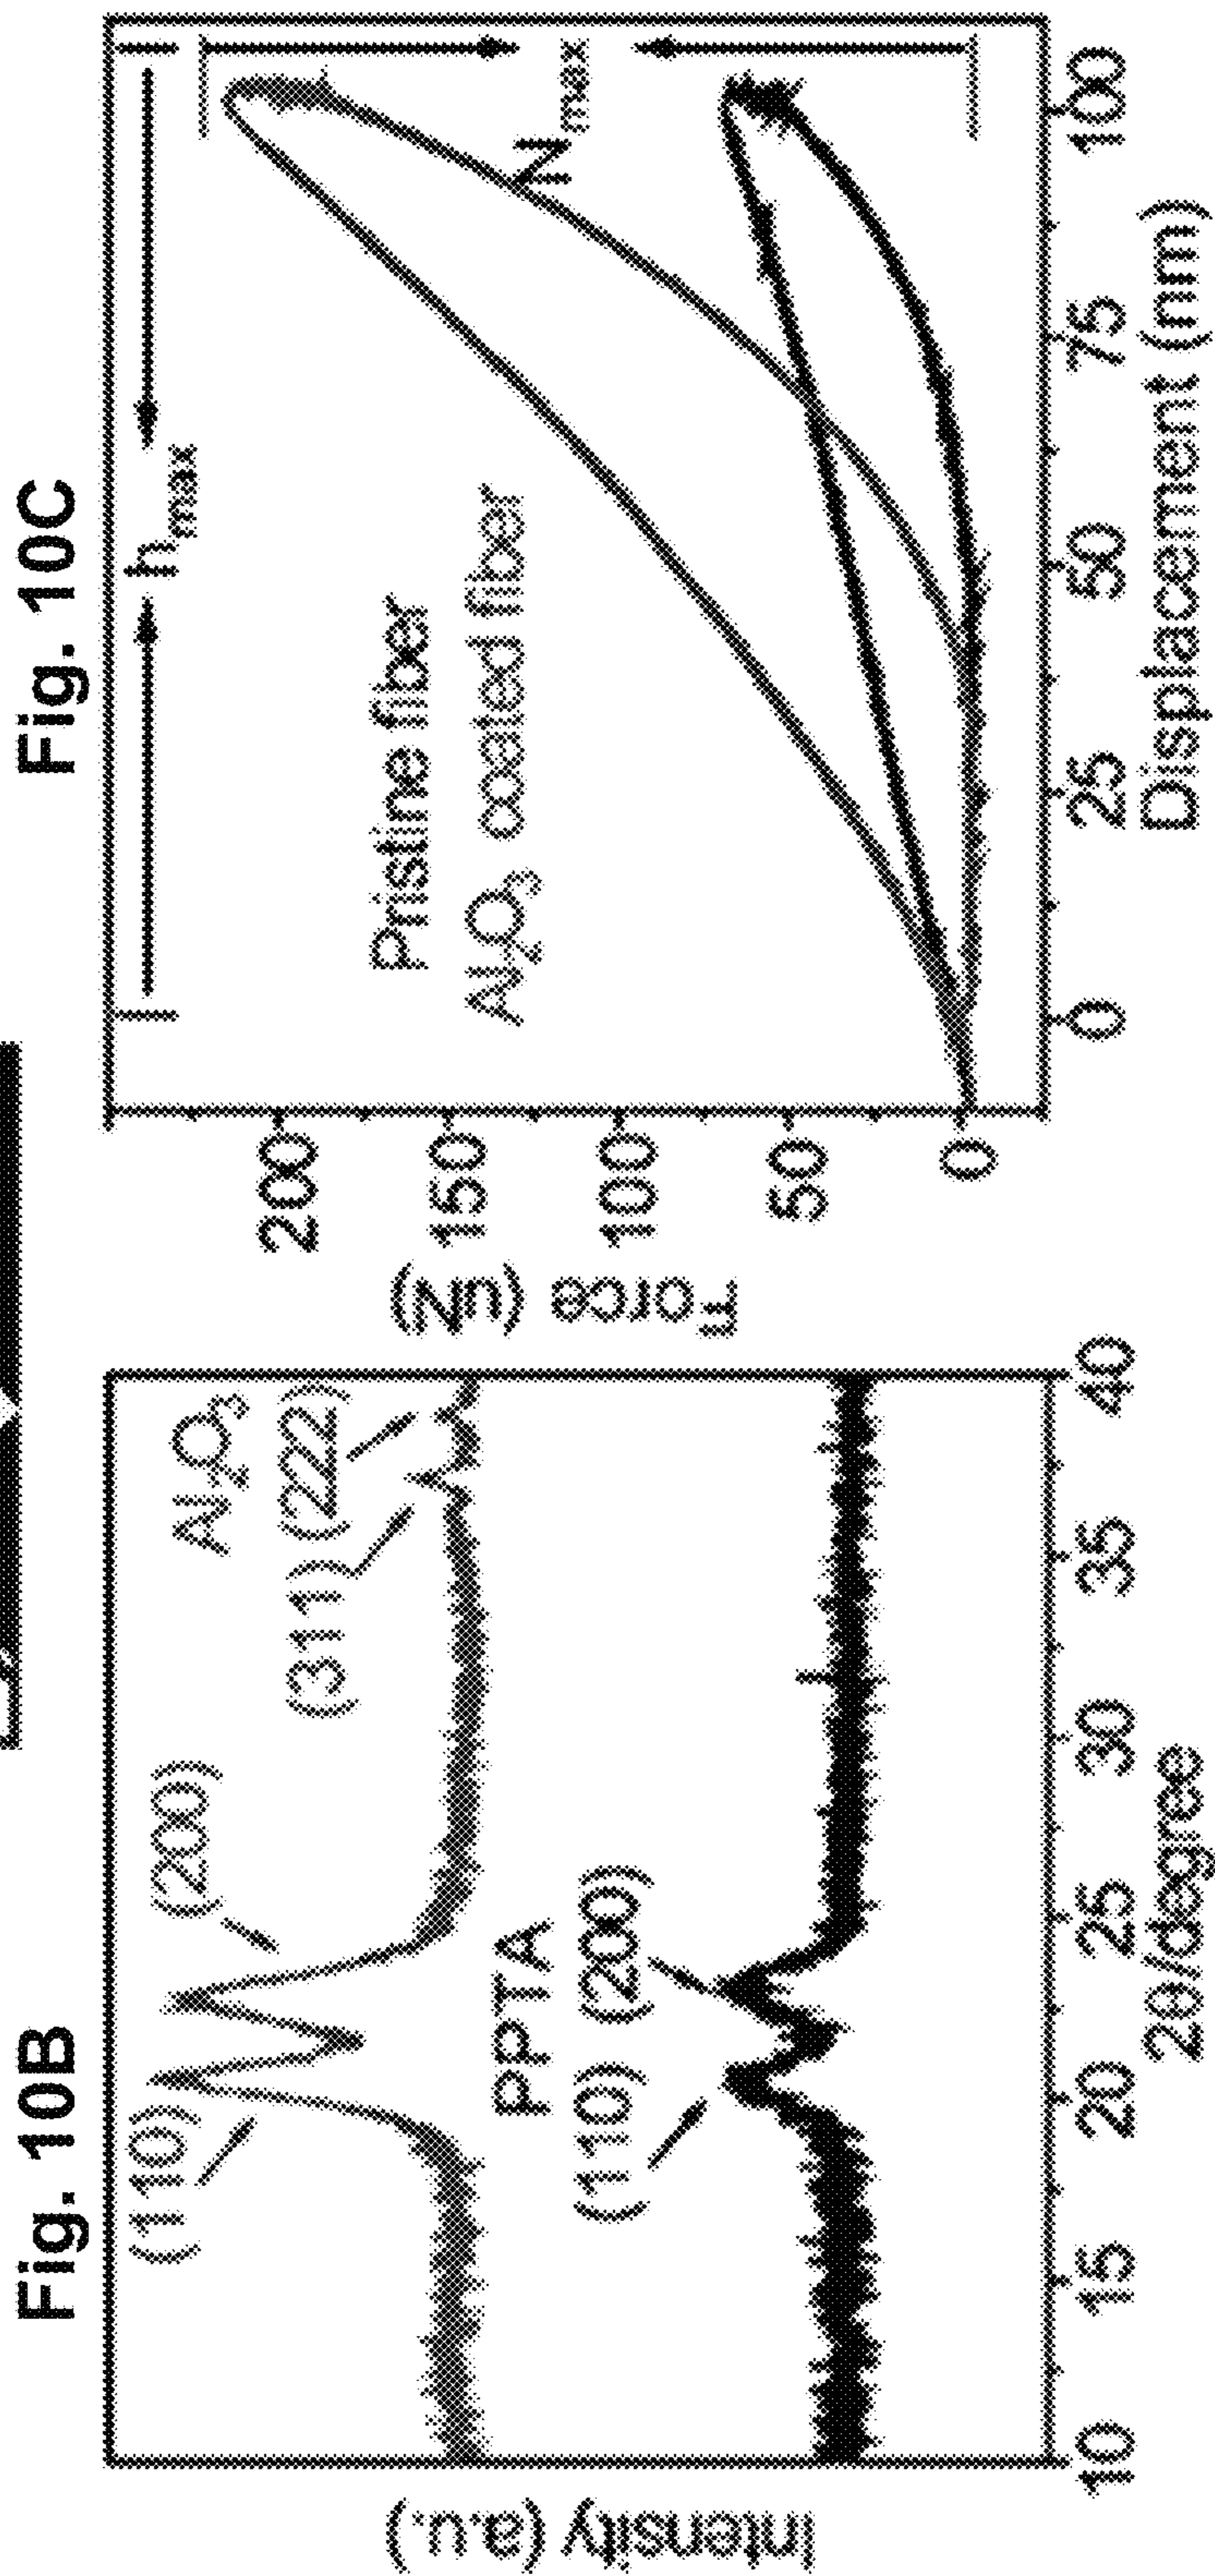 Fig. 10B
Intensity (a.u.)
(110)
(200)
Al₂O₃
(311) (222)
PPTA
(110) (200)
10 15 20 25 30 35 40
2θ/degree
Fig. 10C
Force (uN)
200
150
100
50
0
hmax
Nmax
Pristine fiber
Al₂O₃ coated fiber
0 25 50 75 100
Displacement (nm)